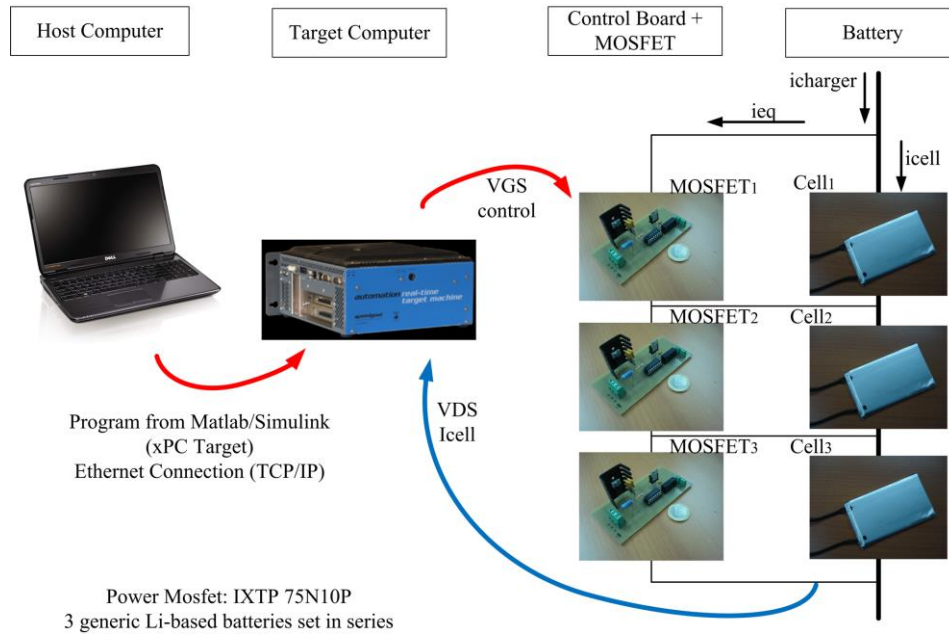 Host Computer
Target Computer
Control Board +
MOSFET
Battery
icharger
ieq
icell
VGS
control
MOSFET1
Cell1
DELL
automation real-time
target machine
speedgoat
MOSFET2
Cell2
VDS
Icell
Program from Matlab/Simulink
(xPC Target)
Ethernet Connection (TCP/IP)
MOSFET3
Cell3
Power Mosfet: IXTP 75N10P
3 generic Li-based batteries set in series